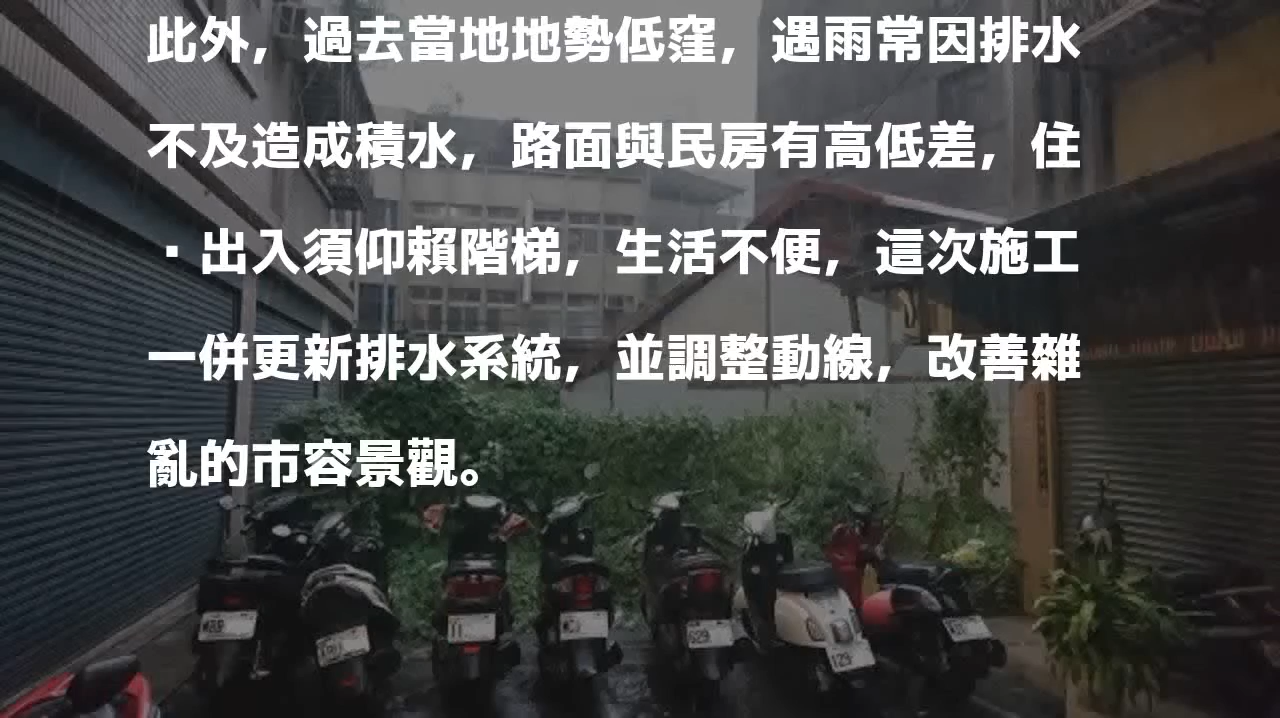 此外，過去當地地勢低窪，遇雨常因排水
不及造成積水，路面與民房有高低差，住
·出入須仰賴階梯，生活不便，這次施工
一併更新排水系統，並調整動線，改善雜
亂的市容景觀。
629
129